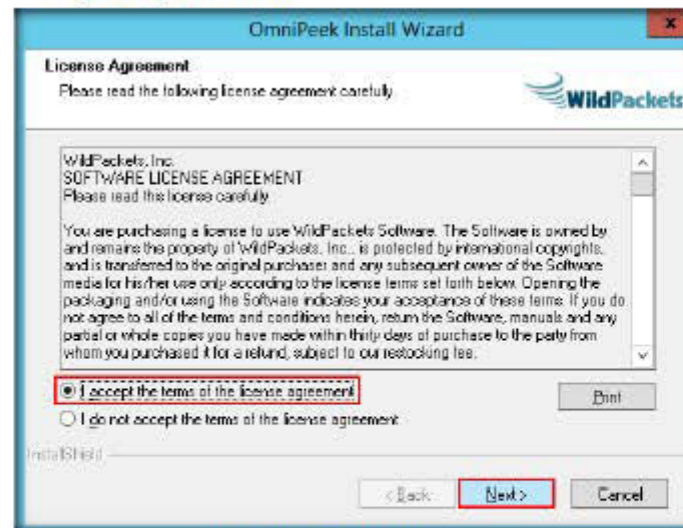 OmniPeek Install Wizard
x
License Agreement
Please read the following license agreement carefully.
WildPackets
WildPackets, Inc.
SOFTWARE LICENSE AGREEMENT
Please read this license carefully.
You are purchasing a license to use WildPackets Software. The Software is owned by
and remains the property of WildPackets, Inc., is protected by international copyrights,
and is transferred to the original purchaser and any subsequent owner of the Software
media for his/her use only according to the license terms set forth below. Opening the
packaging and/or using the Software indicates your acceptance of these terms. If you do
not agree to all of the terms and conditions herein, return the Software, manuals and any
partial or whole copies you have made within thirty days of purchase to the party from
whom you purchased it for a refund, subject to our restocking fee.
I accept the terms of the license agreement
Print
I do not accept the terms of the license agreement
InstallShield
< Back
Next >
Cancel